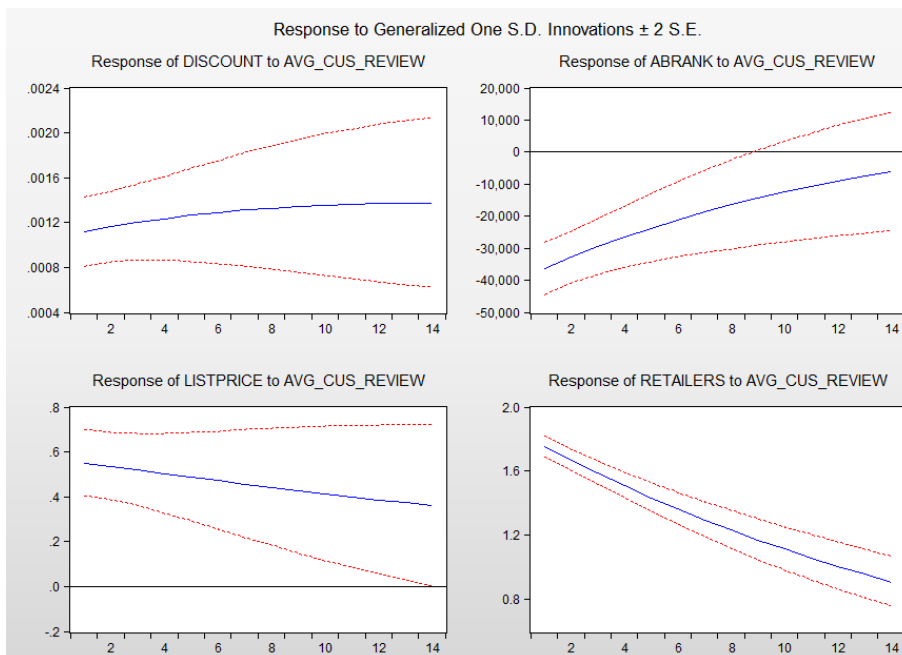 Response to Generalized One S.D. Innovations ± 2 S.E.
Response of DISCOUNT to AVG_CUS_REVIEW
.0024
.0020
.0016
.0012
.0008
.0004
2 4 6 8 10 12 14
Response of ABRANK to AVG_CUS_REVIEW
20,000
10,000
0
-10,000
-20,000
-30,000
-40,000
-50,000
2 4 6 8 10 12 14
Response of LISTPRICE to AVG_CUS_REVIEW
.8
.6
.4
.2
.0
-.2
2 4 6 8 10 12 14
Response of RETAILERS to AVG_CUS_REVIEW
2.0
1.6
1.2
0.8
2 4 6 8 10 12 14